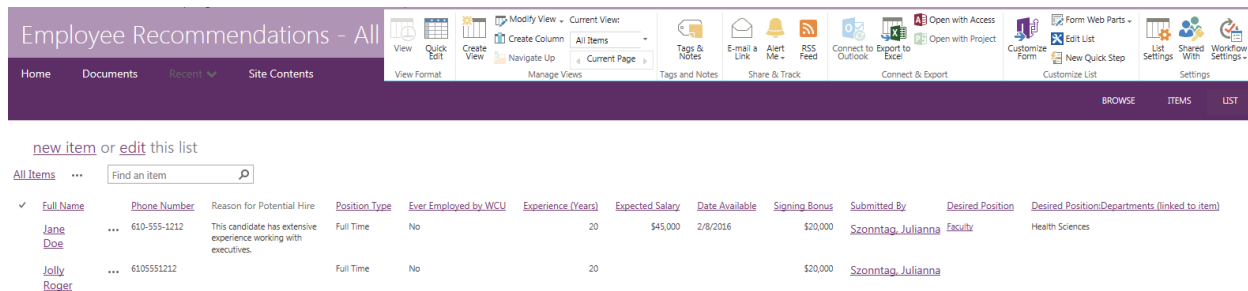 Employee Recommendations - All
Home Documents Recent Site Contents
View Quick Edit
View Format
Create View
Modify View Current View:
Create Column All Items
Navigate Up Current Page
Manage Views
Tags & Notes
Tags and Notes
E-mail a Link Alert Me RSS Feed
Share & Track
Connect to Outlook Export to Excel
Open with Access
Open with Project
Connect & Export
Customize Form
Form Web Parts
Edit List
New Quick Step
Customize List
List Settings Shared With Workflow Settings
Settings
BROWSE ITEMS LIST
new item or edit this list
All Items ... Find an item
Full Name Phone Number Reason for Potential Hire Position Type Ever Employed by WCU Experience (Years) Expected Salary Date Available Signing Bonus Submitted By Desired Position Desired Position:Departments (linked to item)
Jane Doe ... 610-555-1212 This candidate has extensive experience working with executives. Full Time No 20 $45,000 2/8/2016 $20,000 Szonntag, Julianna Faculty Health Sciences
Jolly Roger ... 6105551212 Full Time No 20 $20,000 Szonntag, Julianna